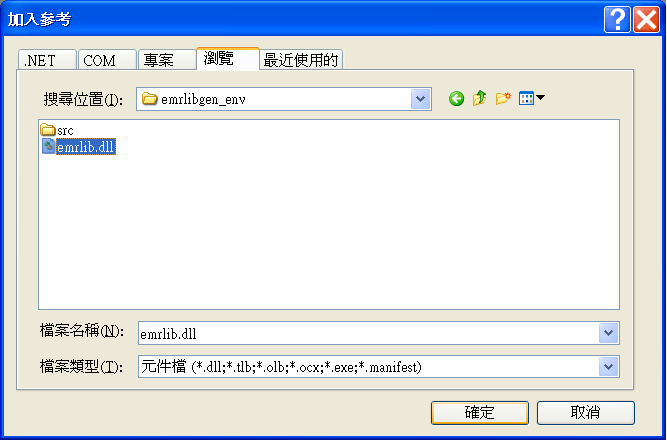 加入參考
.NET COM 專案 瀏覽 最近使用的
搜尋位置(I): emrlibgen_env
src
emrlib.dll
檔案名稱(N): emrlib.dll
檔案類型(T): 元件檔 (*.dll;*.tlb;*.olb;*.ocx;*.exe;*.manifest)
確定 取消